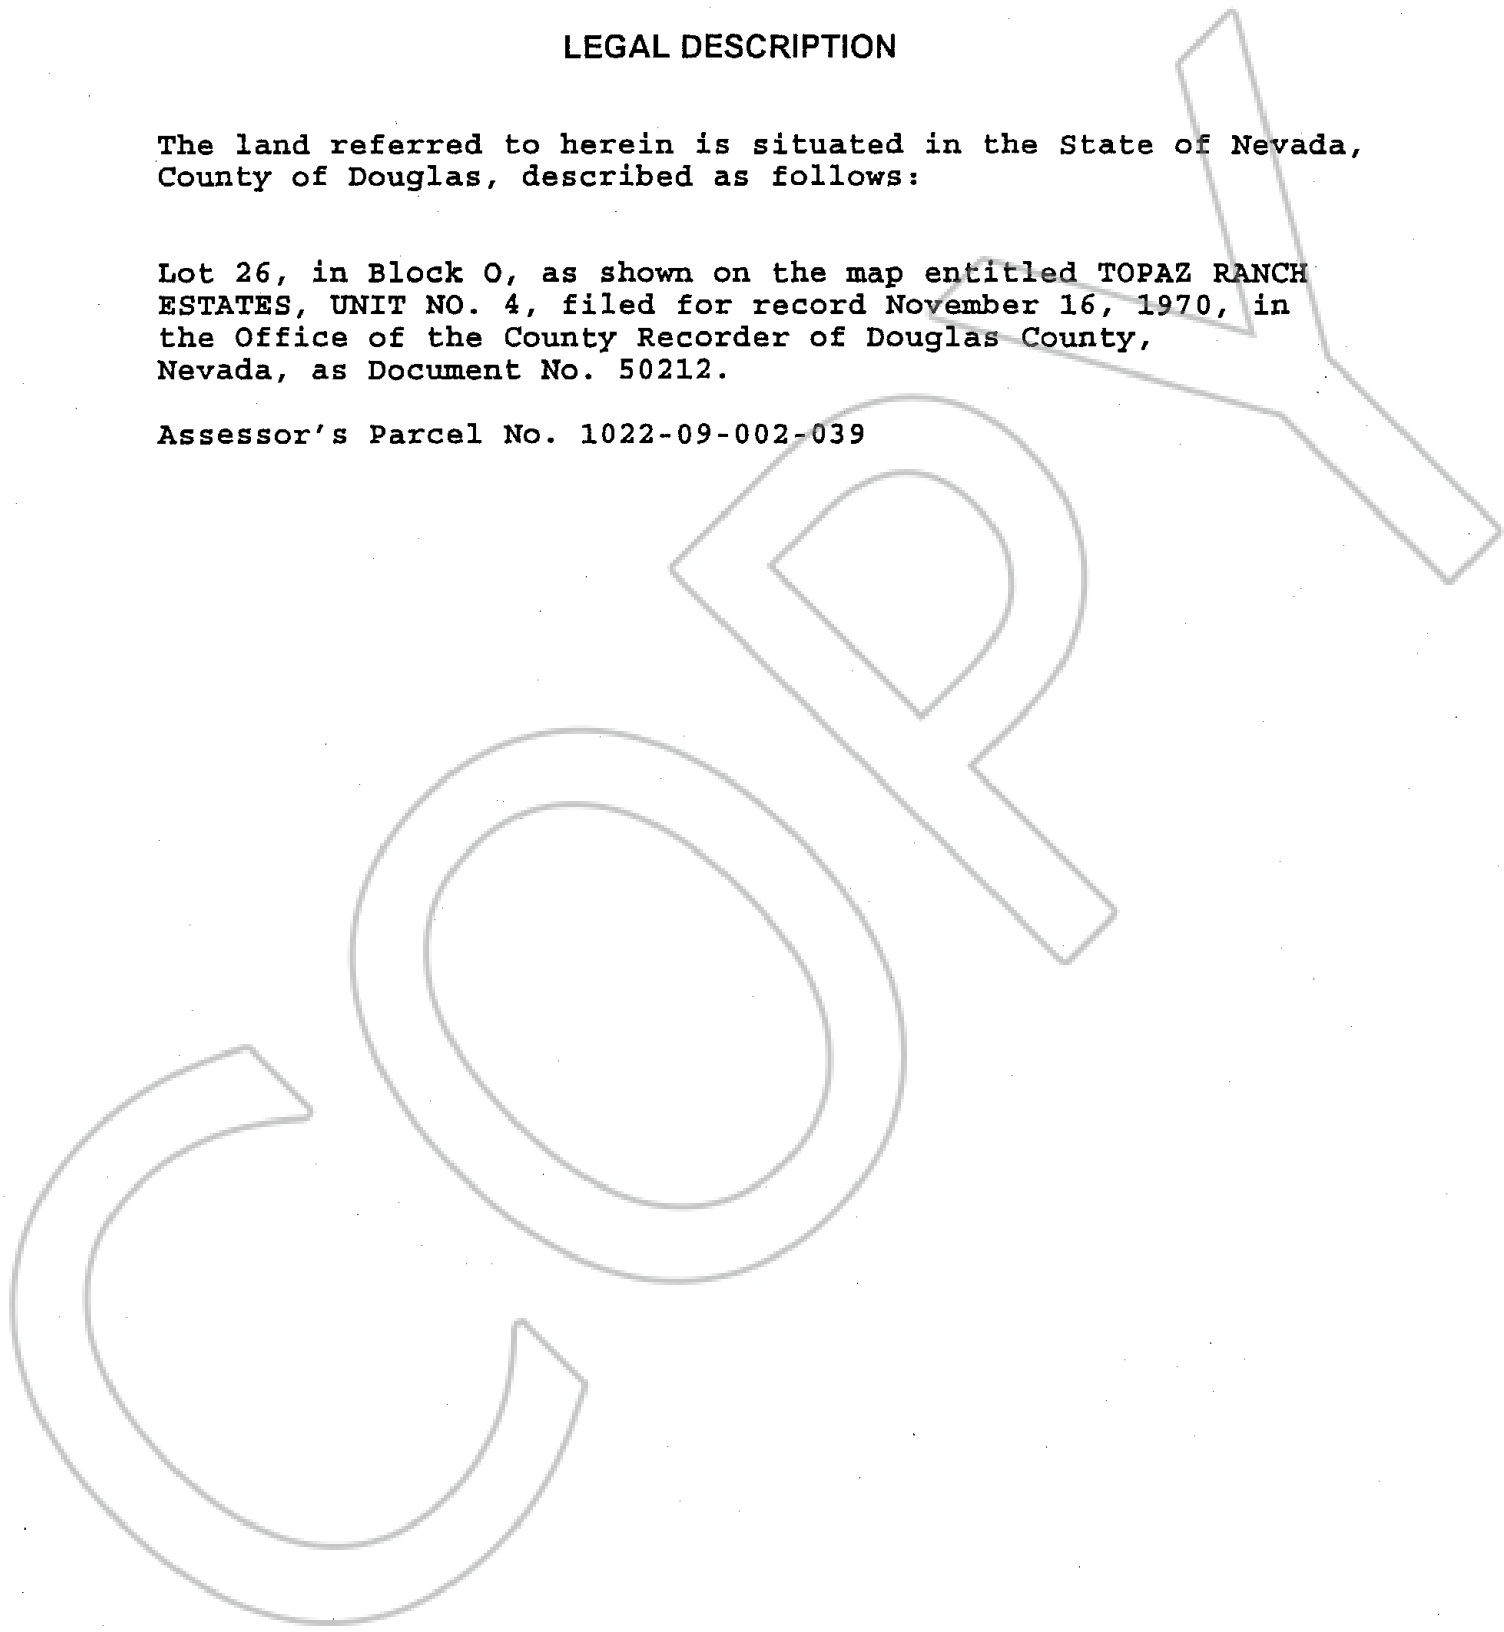 LEGAL DESCRIPTION
The land referred to herein is situated in the State of Nevada,
County of Douglas, described as follows:
Lot 26, in Block O, as shown on the map entitled TOPAZ RANCH
ESTATES, UNIT NO. 4, filed for record November 16, 1970, in
the Office of the County Recorder of Douglas County,
Nevada, as Document No. 50212.
Assessor's Parcel No. 1022-09-002-039
COPY